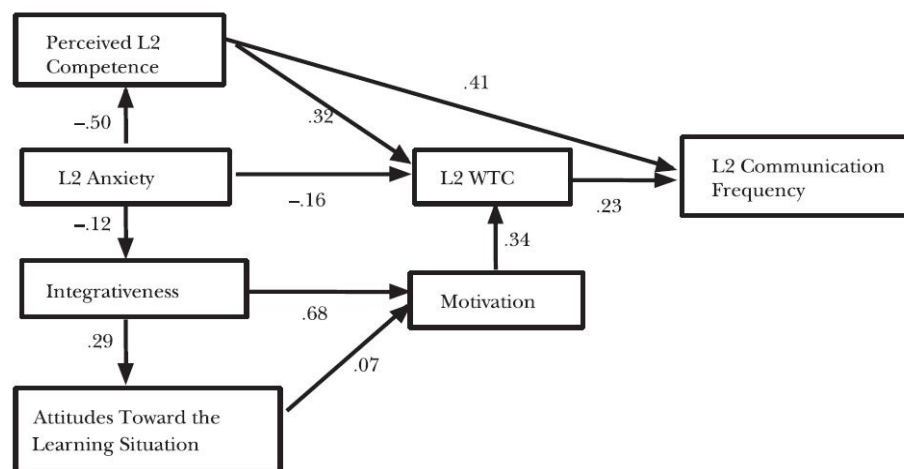 Perceived L2
Competence
.41
–.50
.32
L2 Anxiety
L2 WTC
L2 Communication
Frequency
–.16
.23
–.12
.34
Integrativeness
Motivation
.68
.29
.07
Attitudes Toward the
Learning Situation